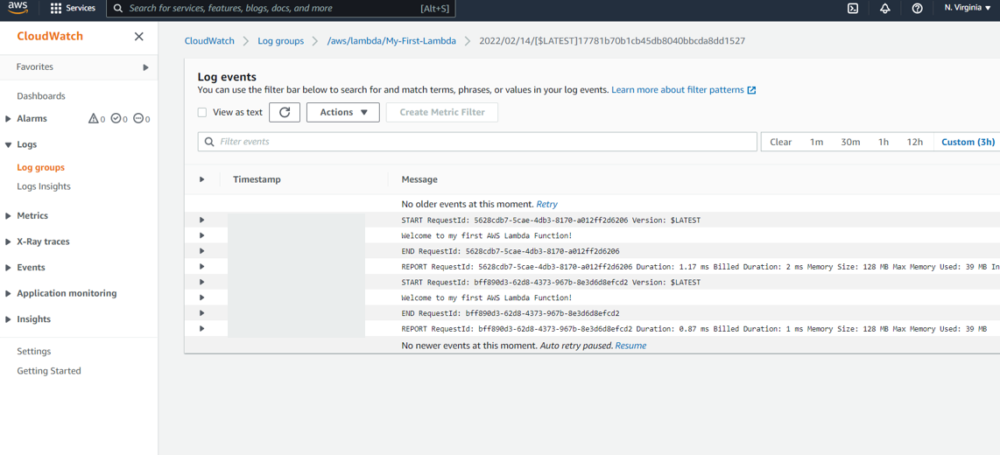 aws Services Search for services, features, blogs, docs, and more [Alt+S] N. Virginia
CloudWatch
Favorites
Dashboards
Alarms 0 0 0
Logs
Log groups
Logs Insights
Metrics
X-Ray traces
Events
Application monitoring
Insights
Settings
Getting Started
CloudWatch Log groups /aws/lambda/My-First-Lambda 2022/02/14/[$LATEST]17781b70b1cb45db8040bbcda8dd1527
Log events
You can use the filter bar below to search for and match terms, phrases, or values in your log events. Learn more about filter patterns
View as text Actions Create Metric Filter
Filter events Clear 1m 30m 1h 12h Custom (3h)
Timestamp Message
No older events at this moment. Retry
START RequestId: 5628cdb7-5cae-4db3-8170-a012ff2d6206 Version: $LATEST
Welcome to my first AWS Lambda Function!
END RequestId: 5628cdb7-5cae-4db3-8170-a012ff2d6206
REPORT RequestId: 5628cdb7-5cae-4db3-8170-a012ff2d6206 Duration: 1.17 ms Billed Duration: 2 ms Memory Size: 128 MB Max Memory Used: 39 MB In
START RequestId: bff890d3-62d8-4373-967b-8e3d6d8efcd2 Version: $LATEST
Welcome to my first AWS Lambda Function!
END RequestId: bff890d3-62d8-4373-967b-8e3d6d8efcd2
REPORT RequestId: bff890d3-62d8-4373-967b-8e3d6d8efcd2 Duration: 0.87 ms Billed Duration: 1 ms Memory Size: 128 MB Max Memory Used: 39 MB
No newer events at this moment. Auto retry paused. Resume